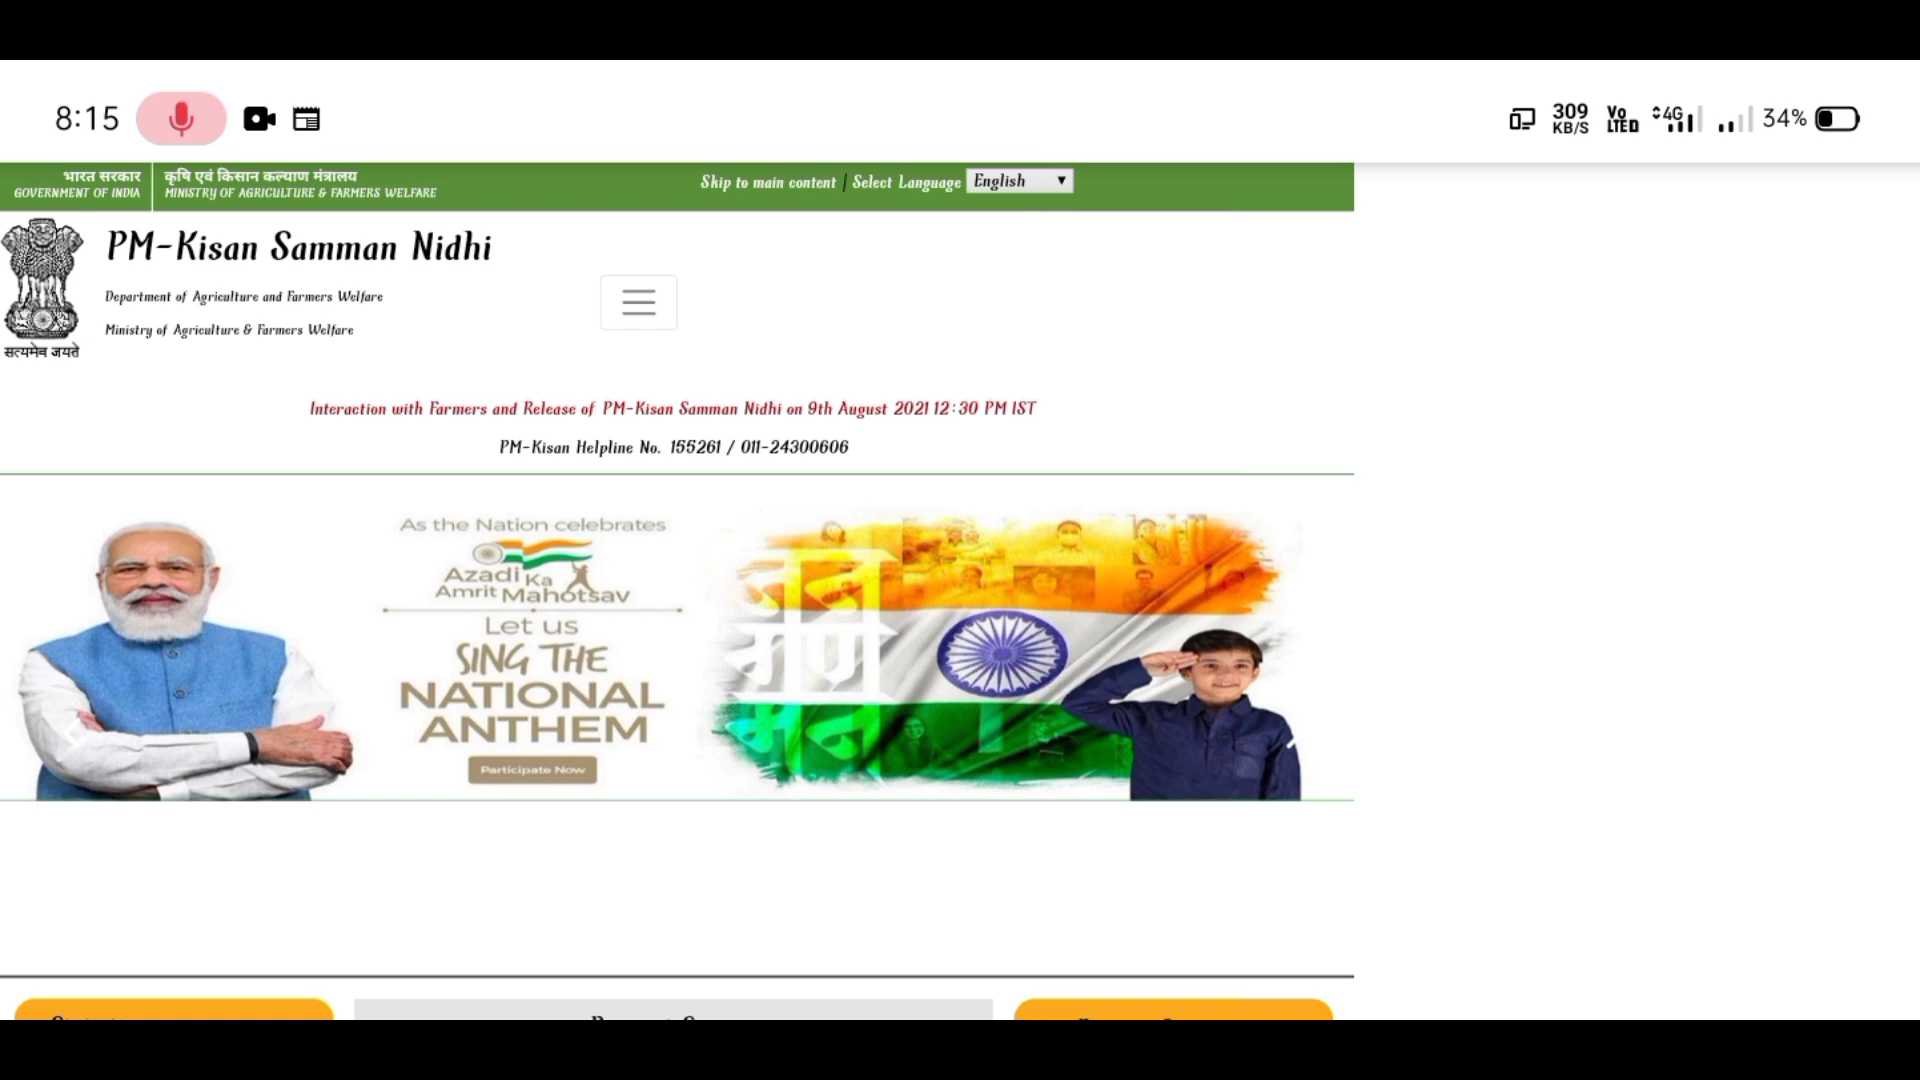 8:15
309
KB/S
Vo
LTE
4G
34%
भारत सरकार
GOVERNMENT OF INDIA
कृषि एवं किसान कल्याण मंत्रालय
MINISTRY OF AGRICULTURE & FARMERS WELFARE
Skip to main content | Select Language English
PM-Kisan Samman Nidhi
Department of Agriculture and Farmers Welfare
Ministry of Agriculture & Farmers Welfare
सत्यमेव जयते
Interaction with Farmers and Release of PM-Kisan Samman Nidhi on 9th August 2021 12:30 PM IST
PM-Kisan Helpline No. 155261 / 011-24300606
As the Nation celebrates
Azadi Ka
Amrit Mahotsav
Let us
SING THE
NATIONAL
ANTHEM
Participate Now
जन
गण
मन